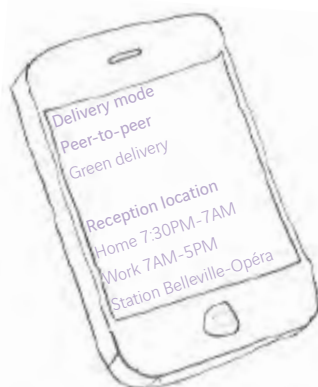 Delivery mode
Peer-to-peer
Green delivery
Reception location
Home 7:30PM-7AM
Work 7AM-5PM
Station Belleville-Opéra